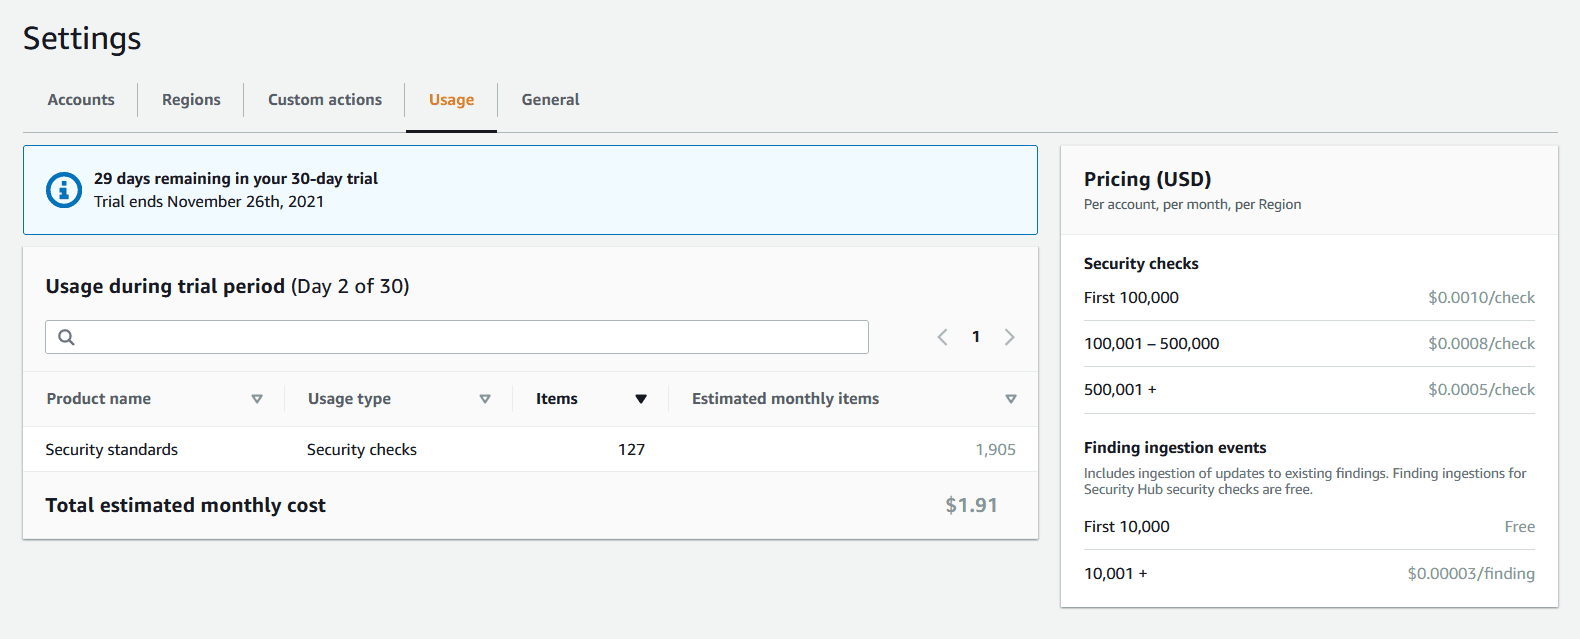 Settings
Accounts Regions Custom actions Usage General
29 days remaining in your 30-day trial
Trial ends November 26th, 2021
Usage during trial period (Day 2 of 30)
1
Product name Usage type Items Estimated monthly items
Security standards Security checks 127 1,905
Total estimated monthly cost $1.91
Pricing (USD)
Per account, per month, per Region
Security checks
First 100,000 $0.0010/check
100,001 – 500,000 $0.0008/check
500,001 + $0.0005/check
Finding ingestion events
Includes ingestion of updates to existing findings. Finding ingestions for
Security Hub security checks are free.
First 10,000 Free
10,001 + $0.00003/finding